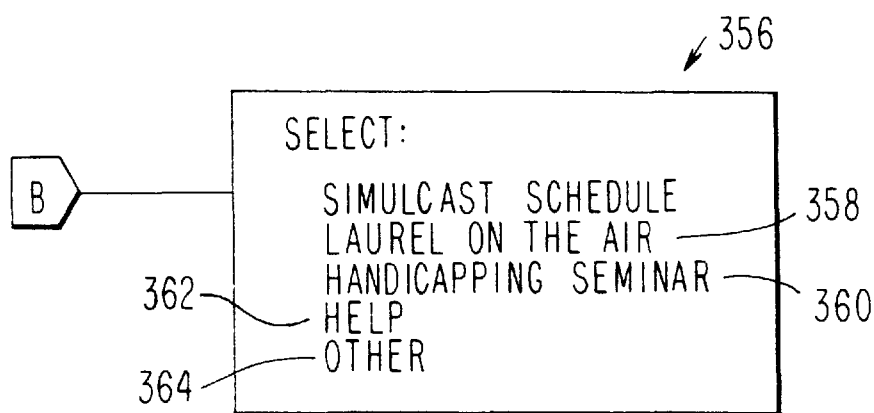 356
SELECT:
B
SIMULCAST SCHEDULE
LAUREL ON THE AIR
358
HANDICAPPING SEMINAR
360
362
HELP
OTHER
364